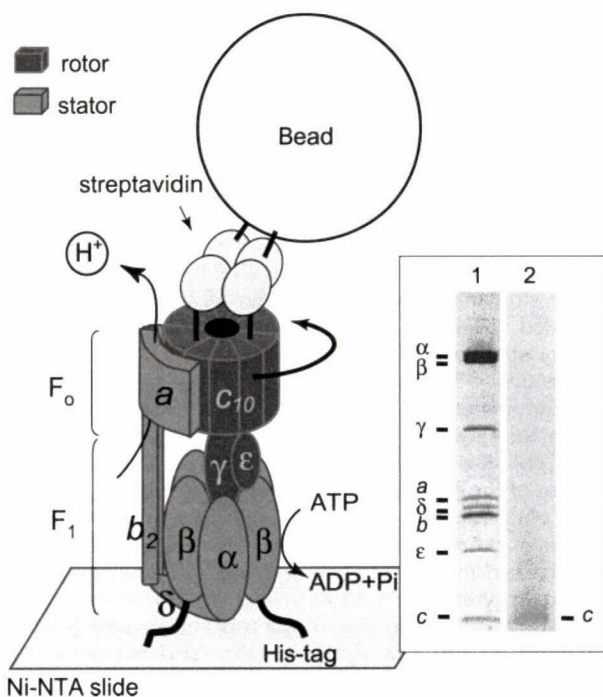 rotor
stator
Bead
streptavidin
H+
Fo
a
c10
γ ε
F1
b2
β α β
ATP
ADP+Pi
δ
His-tag
Ni-NTA slide
1 2
α
β
γ
a
δ
b
ε
c c